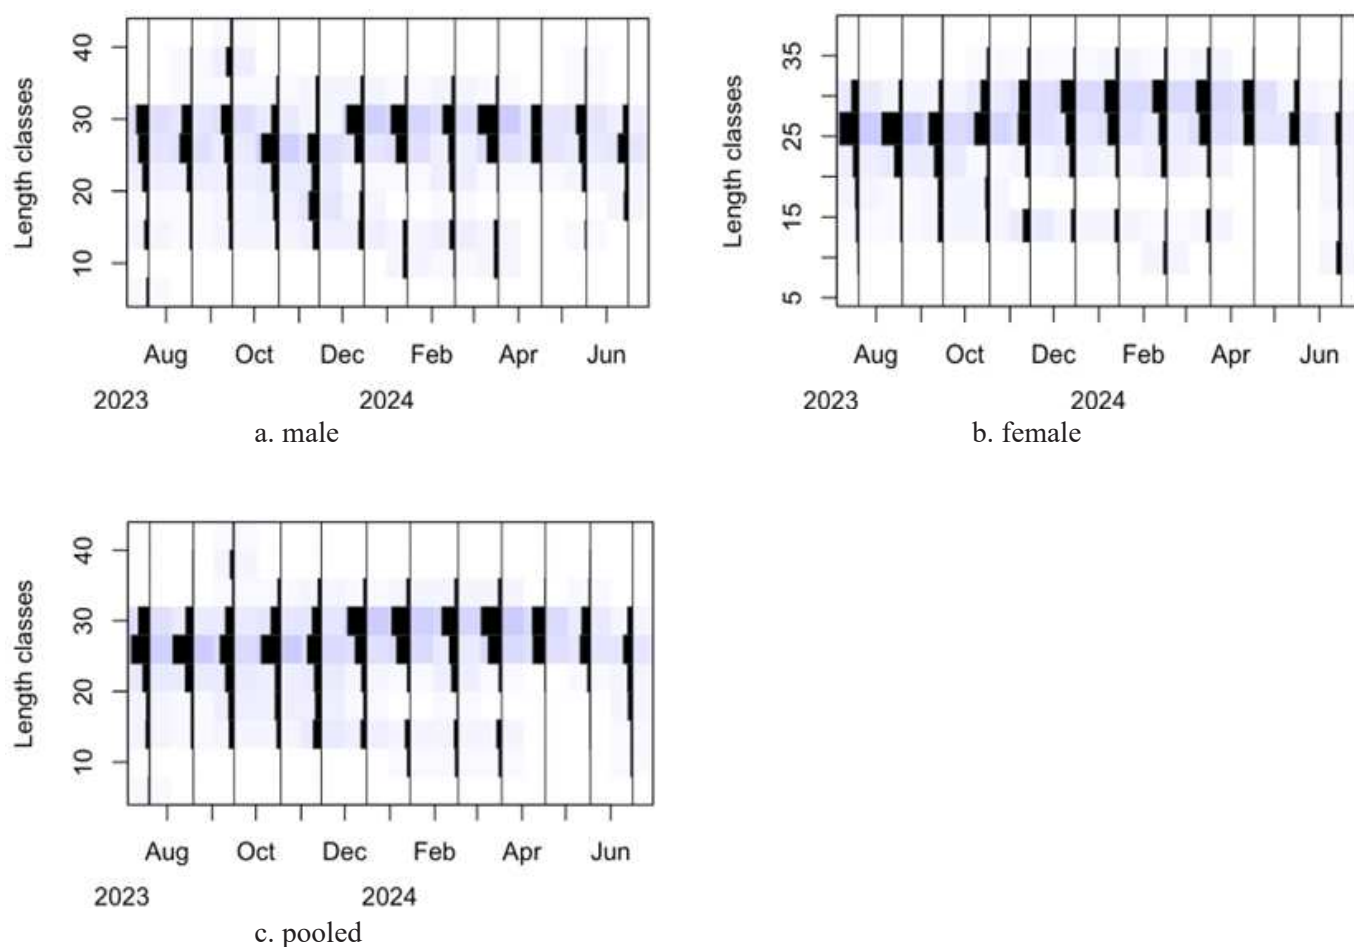 Length classes
40
30
20
10
Aug Oct Dec Feb Apr Jun
2023 2024
a. male
Length classes
35
25
15
5
Aug Oct Dec Feb Apr Jun
2023 2024
b. female
Length classes
40
30
20
10
Aug Oct Dec Feb Apr Jun
2023 2024
c. pooled